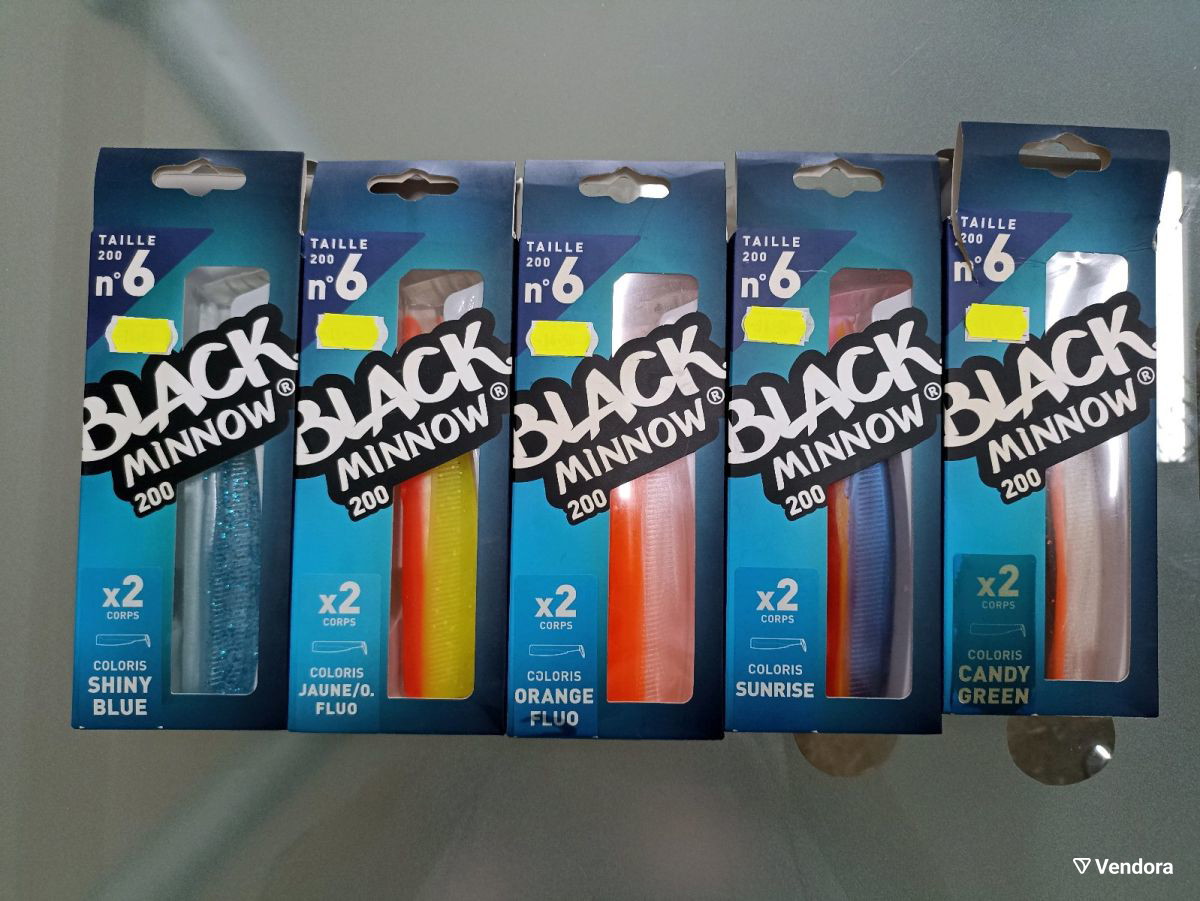 TAILLE
200
n°6
BLACK
MINNOW®
200
x2
CORPS
COLORIS
SHINY
BLUE
TAILLE
200
n°6
BLACK
MINNOW®
200
x2
CORPS
COLORIS
JAUNE/O.
FLUO
TAILLE
200
n°6
BLACK
MINNOW®
200
x2
CORPS
COLORIS
ORANGE
FLUO
TAILLE
200
n°6
BLACK
MINNOW®
200
x2
CORPS
COLORIS
SUNRISE
TAILLE
200
n°6
BLACK
MINNOW®
200
x2
CORPS
COLORIS
CANDY
GREEN
Vendora